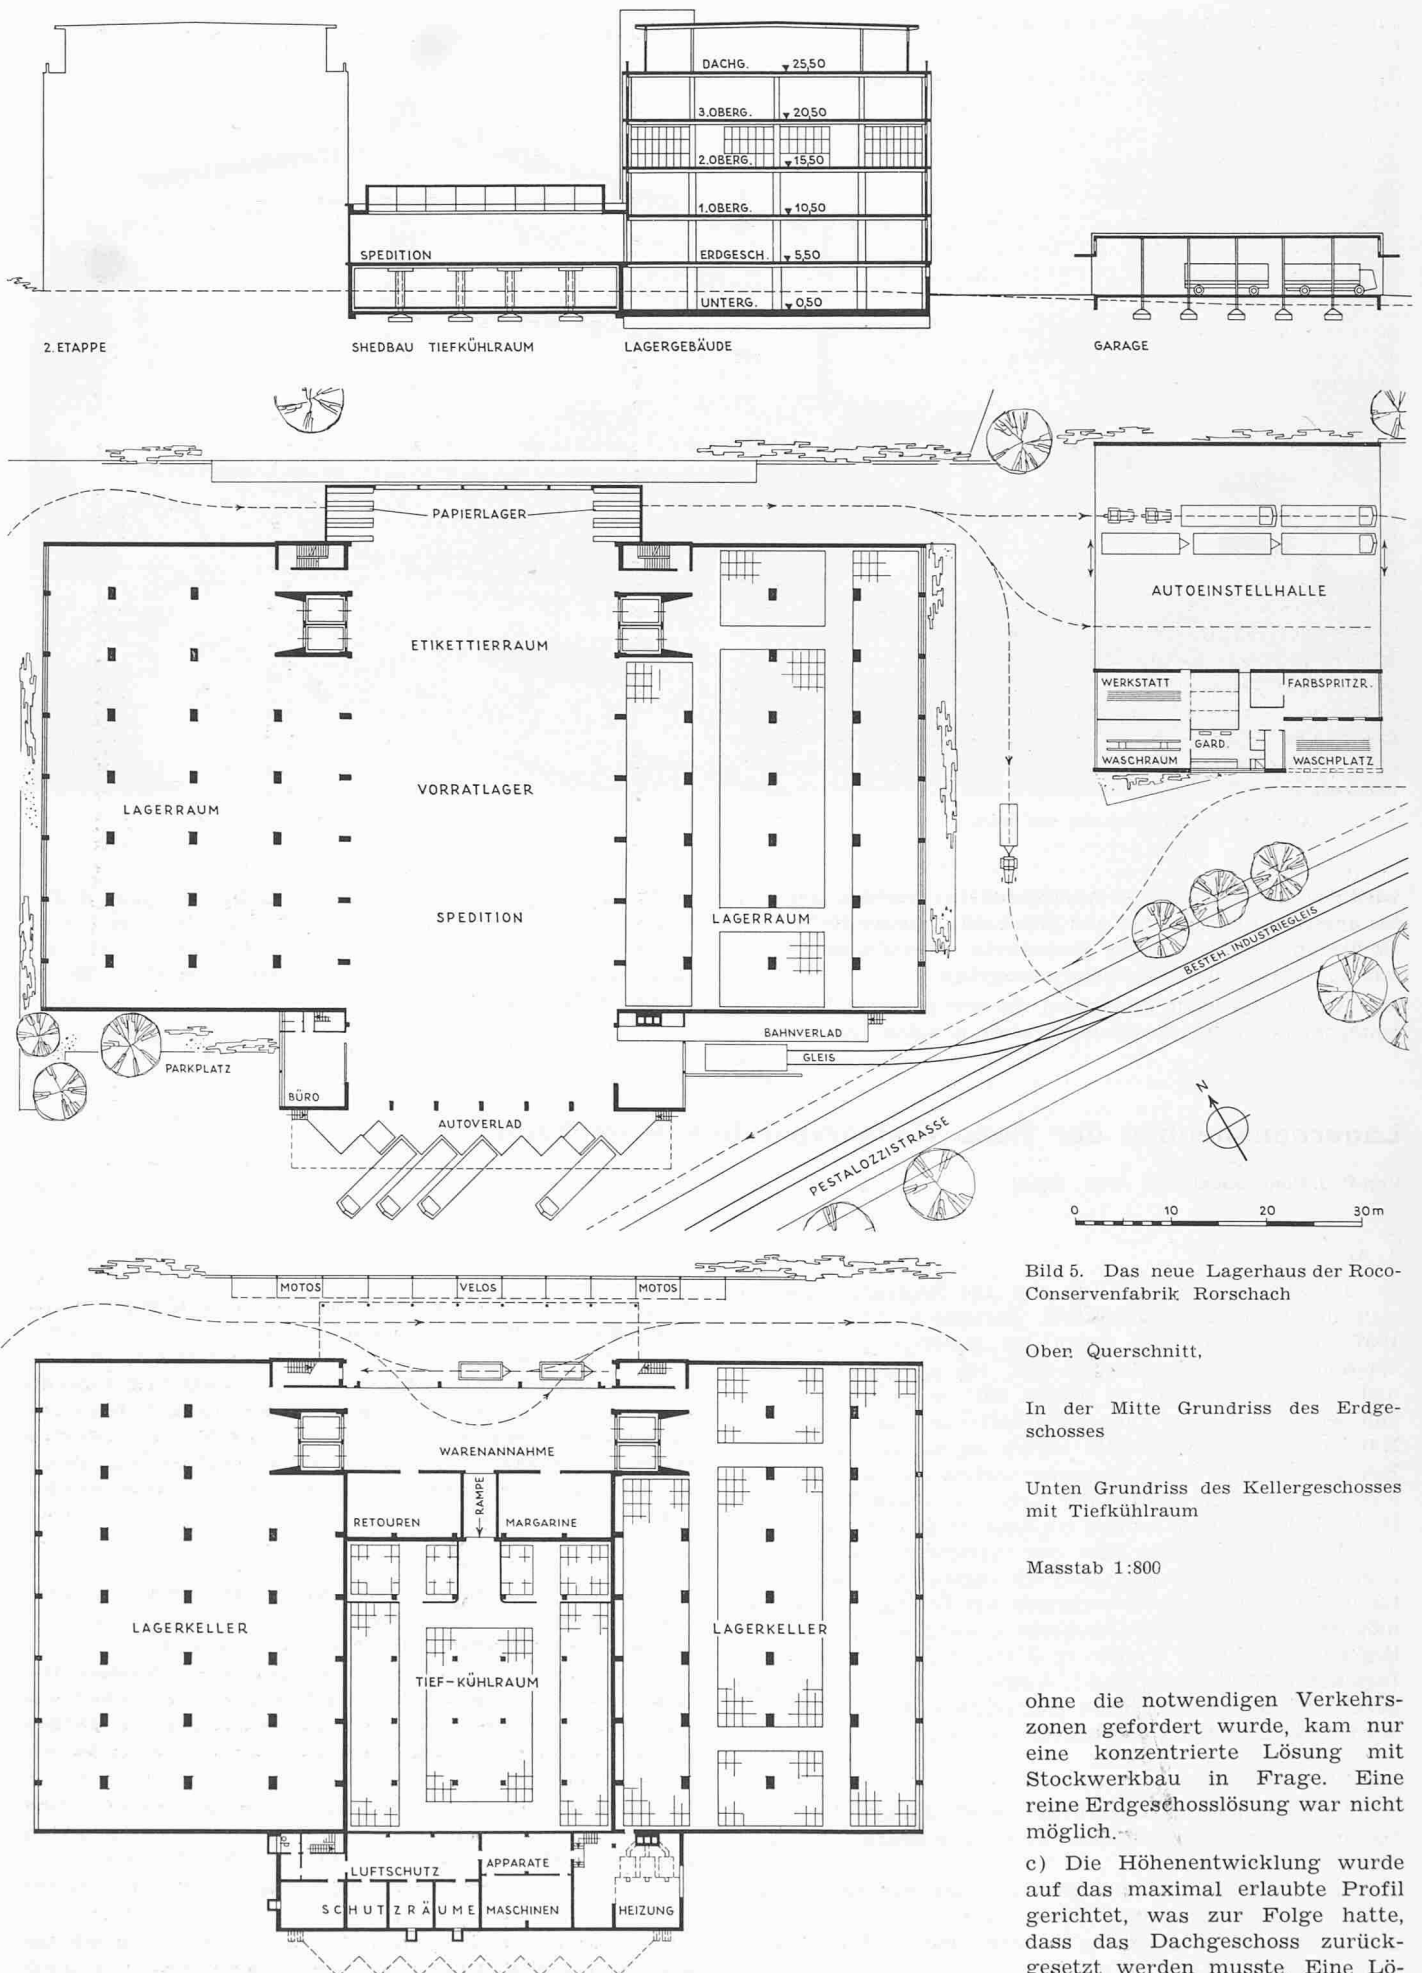 DACHG. 25,50
3.OBERG. 20,50
2.OBERG. 15,50
1.OBERG. 10,50
SPEDITION
ERDGESCH. 5,50
UNTERG. 0,50
2.ETAPPE
SHEDBAU TIEFKÜHLRAUM
LAGERGEBÄUDE
GARAGE
PAPIERLAGER
AUTOEINSTELLHALLE
ETIKETTIERRAUM
WERKSTATT
FARBSPRITZR.
GARD.
WASCHRAUM
WASCHPLATZ
VORRATLAGER
LAGERRAUM
SPEDITION
LAGERRAUM
BESTEH. INDUSTRIEGLEIS
BAHNVERLAD
GLEIS
PARKPLATZ
BÜRO
AUTOVERLAD
N
PESTALOZZISTRASSE
0 10 20 30m
MOTOS VELOS MOTOS
WARENANNAHME
RAMPE
RETOUREN
MARGARINE
LAGERKELLER
LAGERKELLER
TIEF-KÜHLRAUM
LUFTSCHUTZ
APPARATE
SCHUTZRÄUME
MASCHINEN
HEIZUNG
Bild 5. Das neue Lagerhaus der Roco-
Conservenfabrik Rorschach
Oben Querschnitt,
In der Mitte Grundriss des Erdge-
schosses
Unten Grundriss des Kellergeschosses
mit Tiefkühlraum
Masstab 1:800
ohne die notwendigen Verkehrs-
zonen gefordert wurde, kam nur
eine konzentrierte Lösung mit
Stockwerkbau in Frage. Eine
reine Erdgeschosslösung war nicht
möglich.
c) Die Höhenentwicklung wurde
auf das maximal erlaubte Profil
gerichtet, was zur Folge hatte,
dass das Dachgeschoss zurück-
gesetzt werden musste Eine Lö-